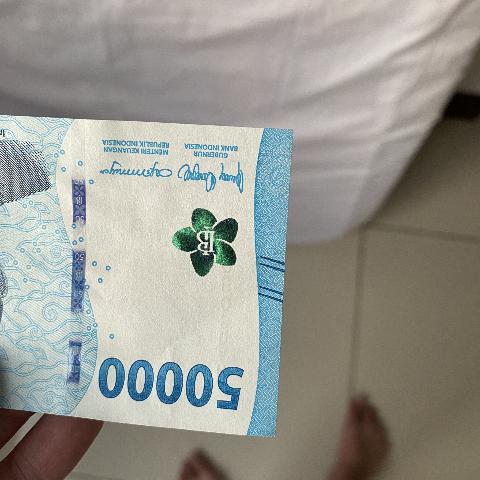 50000
GUBERNUR
BANK INDONESIA
MENTERI KEUANGAN
REPUBLIK INDONESIA